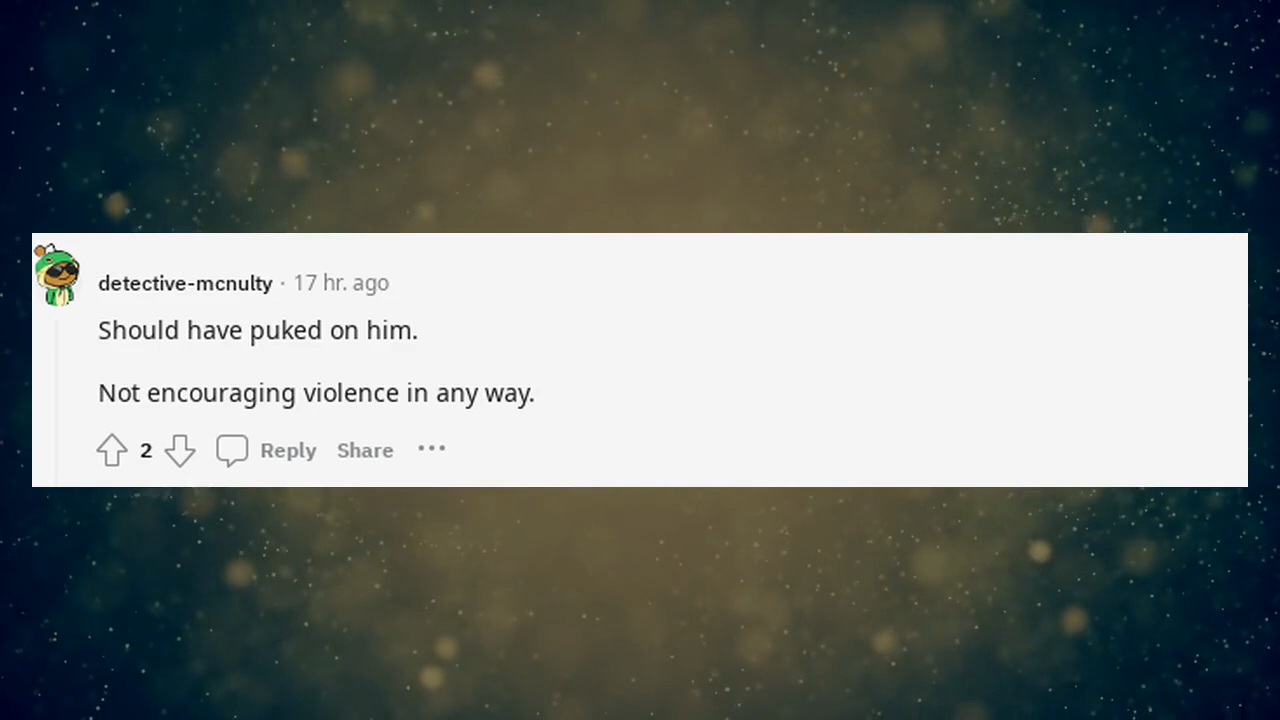 detective-mcnulty · 17 hr. ago
Should have puked on him.
Not encouraging violence in any way.
2 Reply Share ···